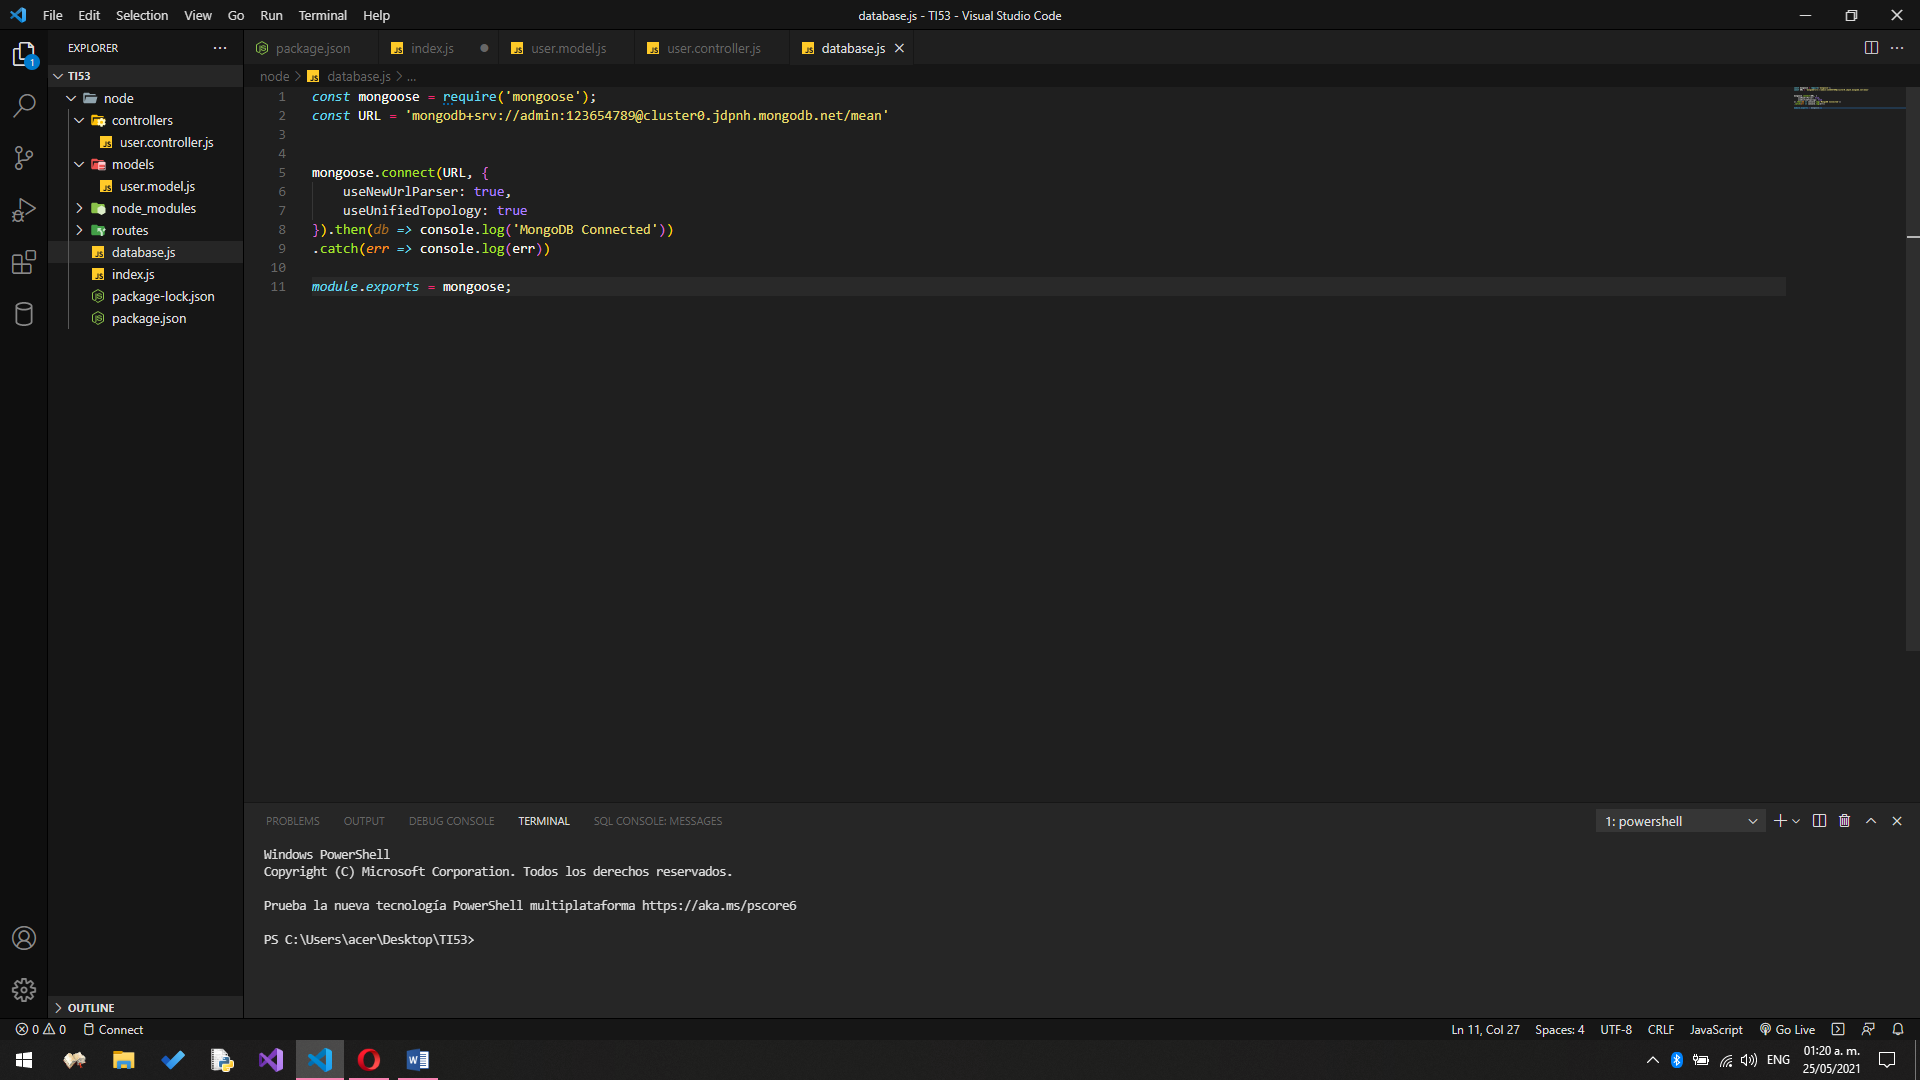 File Edit Selection View Go Run Terminal Help
database.js - TI53 - Visual Studio Code
EXPLORER
package.json
index.js
user.model.js
user.controller.js
database.js
1
TI53
node > database.js > ...
node
controllers
user.controller.js
models
user.model.js
node_modules
routes
database.js
index.js
package-lock.json
package.json
1 const mongoose = require('mongoose');
2 const URL = 'mongodb+srv://admin:123654789@cluster0.jdpnh.mongodb.net/mean'
3
4
5 mongoose.connect(URL, {
6 useNewUrlParser: true,
7 useUnifiedTopology: true
8 }).then(db => console.log('MongoDB Connected'))
9 .catch(err => console.log(err))
10
11 module.exports = mongoose;
PROBLEMS OUTPUT DEBUG CONSOLE TERMINAL SQL CONSOLE: MESSAGES
1: powershell
Windows PowerShell
Copyright (C) Microsoft Corporation. Todos los derechos reservados.
Prueba la nueva tecnología PowerShell multiplataforma https://aka.ms/pscore6
PS C:\Users\acer\Desktop\TI53>
OUTLINE
0 0 Connect
Ln 11, Col 27 Spaces: 4 UTF-8 CRLF JavaScript Go Live
ENG
01:20 a. m.
25/05/2021